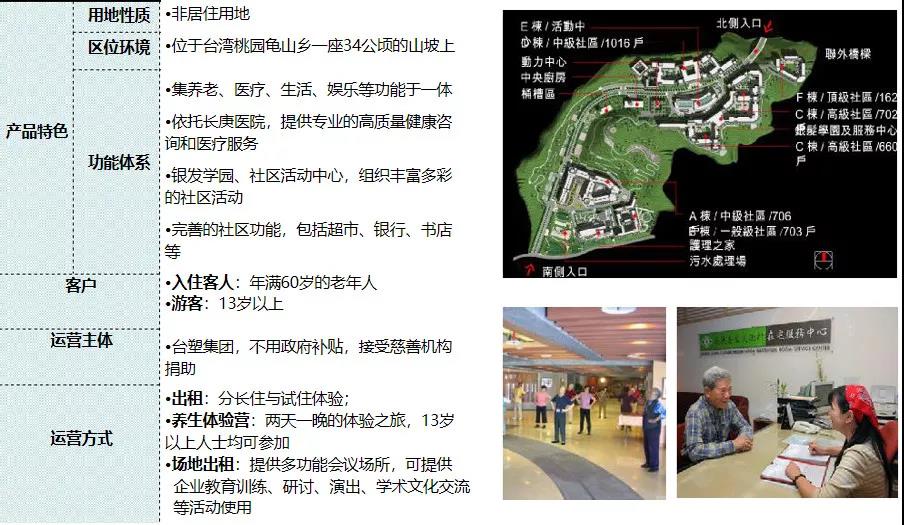 用地性质
•非居住用地
区位环境
•位于台湾桃园龟山乡一座34公顷的山坡上
产品特色
功能体系
•集养老、医疗、生活、娱乐等功能于一体
•依托长庚医院，提供专业的高质量健康咨
询和医疗服务
•银发学园、社区活动中心，组织丰富多彩
的社区活动
•完善的社区功能，包括超市、银行、书店
等
客户
•入住客人：年满60岁的老年人
•游客：13岁以上
运营主体
•台塑集团，不用政府补贴，接受慈善机构
捐助
运营方式
•出租：分长住与试住体验；
•养生体验营：两天一晚的体验之旅，13岁
以上人士均可参加
•场地出租：提供多功能会议场所，可提供
企业教育训练、研讨、演出、学术文化交流
等活动使用
E 棟 / 活動中
D 棟 / 中級社區 /1016 戶
動力中心
中央廚房
桶槽區
北側入口
聯外橋樑
F 棟 / 頂級社區 /162
C 棟 / 高級社區 /702
銀髮學園及服務中心
C 棟 / 高級社區 /660
戶
A 棟 / 中級社區 /706
棟 / 一般級社區 /703 戶
護理之家
污水處理場
南側入口
在宅服務中心